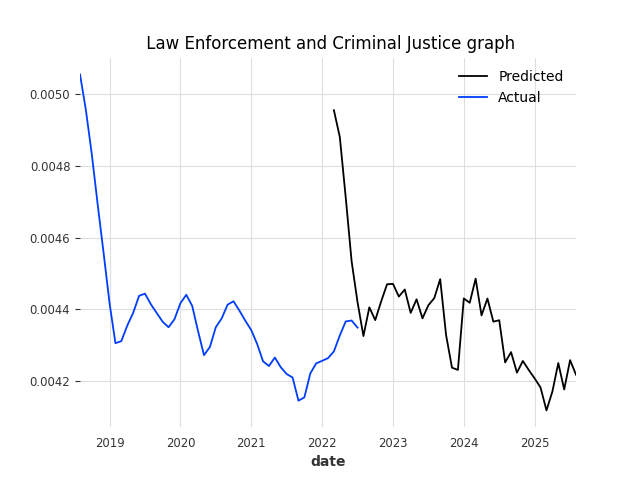 Law Enforcement and Criminal Justice graph
Predicted
Actual
0.0050
0.0048
0.0046
0.0044
0.0042
2019 2020 2021 2022 2023 2024 2025
date